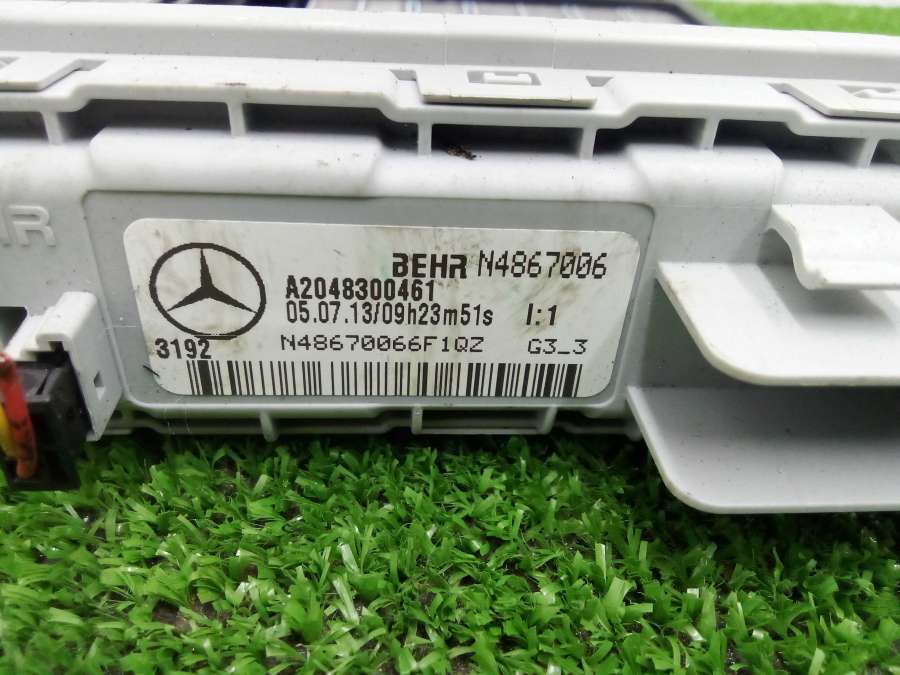 BEHR N4867006
A2048300461
05.07.13/09h23m51s I:1
3192 N48670066F1QZ G3_3